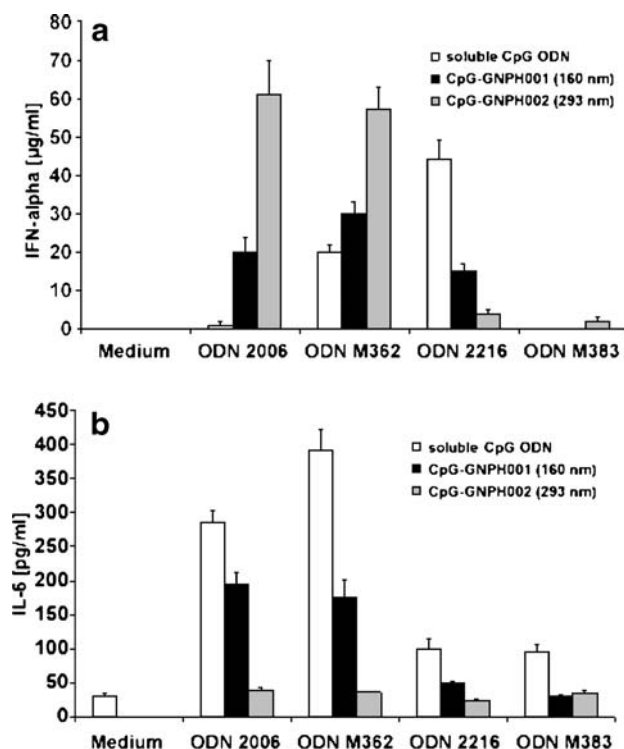 a
80
70
60
50
40
30
20
10
0
IFN-alpha [µg/ml]
soluble CpG ODN
CpG-GNPH001 (160 nm)
CpG-GNPH002 (293 nm)
Medium ODN 2006 ODN M362 ODN 2216 ODN M383
b
450
400
350
300
250
200
150
100
50
0
IL-6 [pg/ml]
soluble CpG ODN
CpG-GNPH001 (160 nm)
CpG-GNPH002 (293 nm)
Medium ODN 2006 ODN M362 ODN 2216 ODN M383